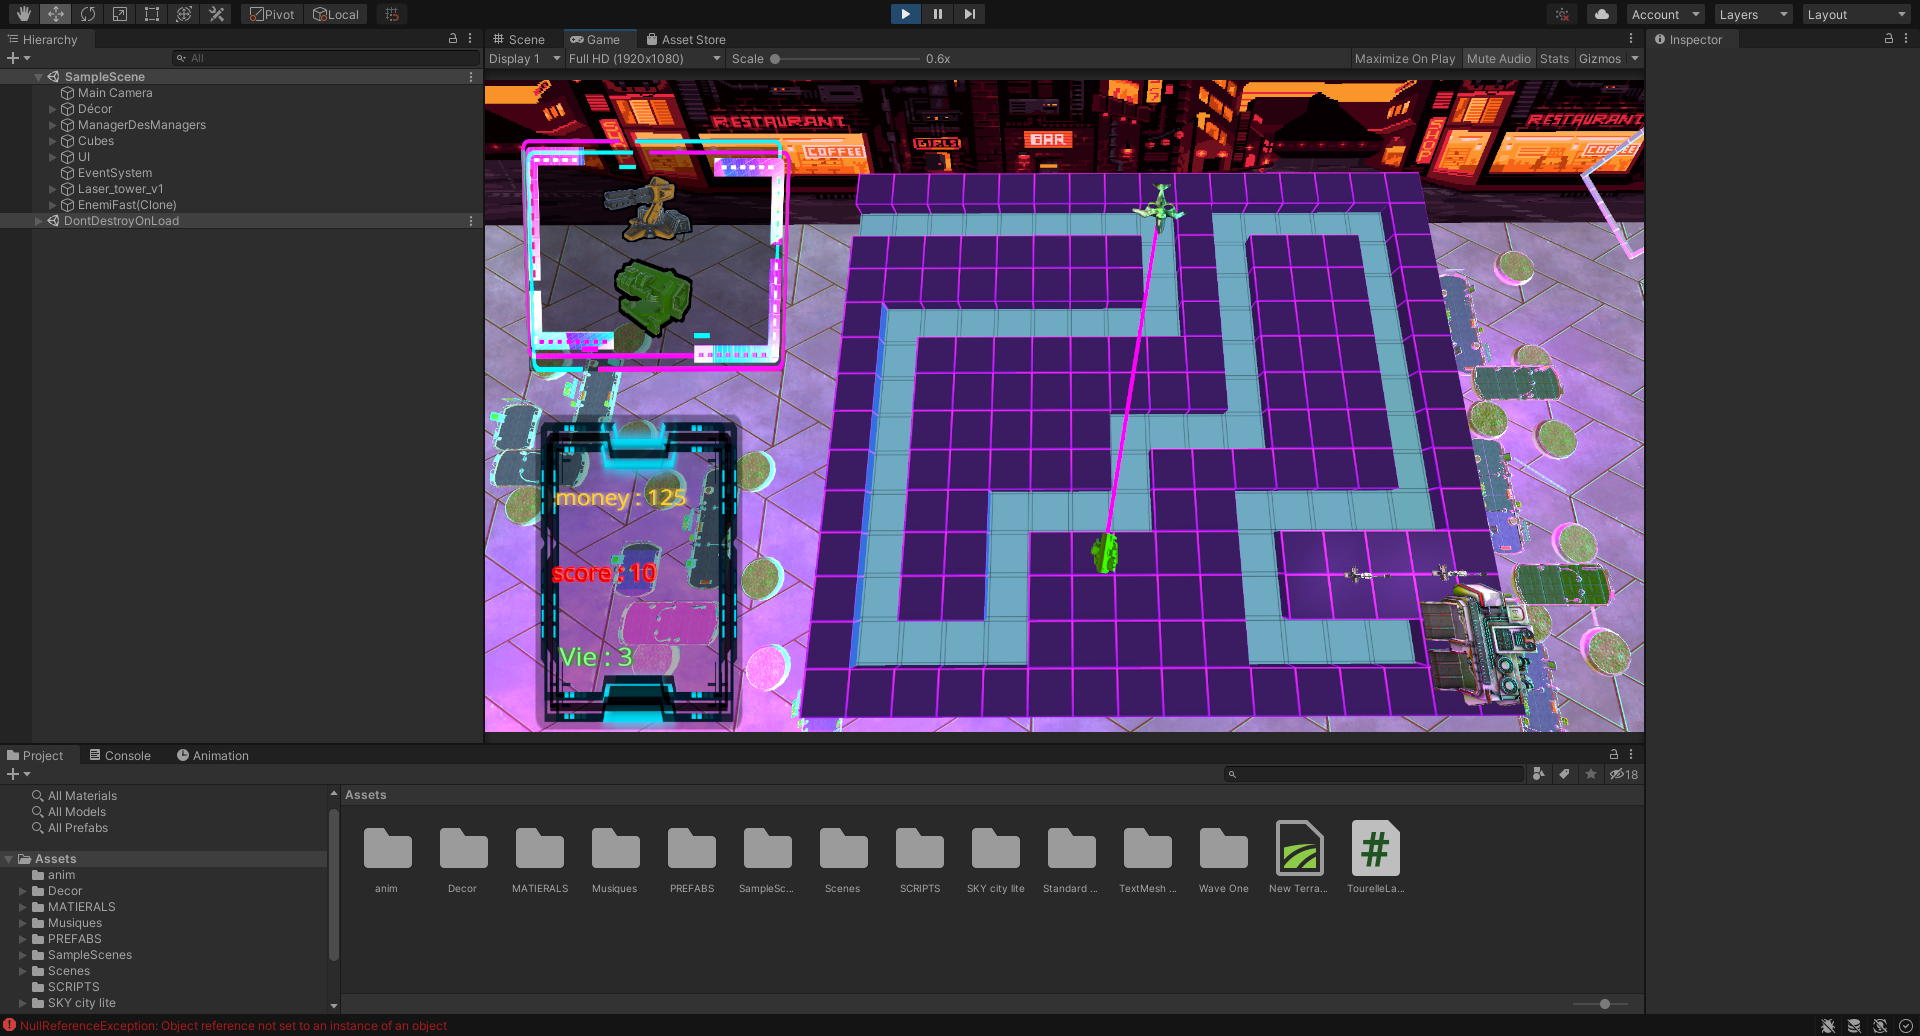 Pivot
Local
Account
Layers
Layout
Hierarchy
All
SampleScene
Main Camera
Décor
ManagerDesManagers
Cubes
UI
EventSystem
Laser_tower_v1
EnemiFast(Clone)
DontDestroyOnLoad
Scene
Game
Asset Store
Display 1
Full HD (1920x1080)
Scale
0.6x
Maximize On Play
Mute Audio
Stats
Gizmos
RESTAURANT
COFFEE
GIRLS
BAR
RESTAURANT
money : 125
score : 10
Vie : 3
Inspector
Project
Console
Animation
18
All Materials
All Models
All Prefabs
Assets
anim
Decor
MATIERALS
Musiques
PREFABS
SampleScenes
Scenes
SCRIPTS
SKY city lite
Assets
anim
Decor
MATIERALS
Musiques
PREFABS
SampleSc...
Scenes
SCRIPTS
SKY city lite
Standard ...
TextMesh ...
Wave One
New Terra...
TourelleLa...
NullReferenceException: Object reference not set to an instance of an object